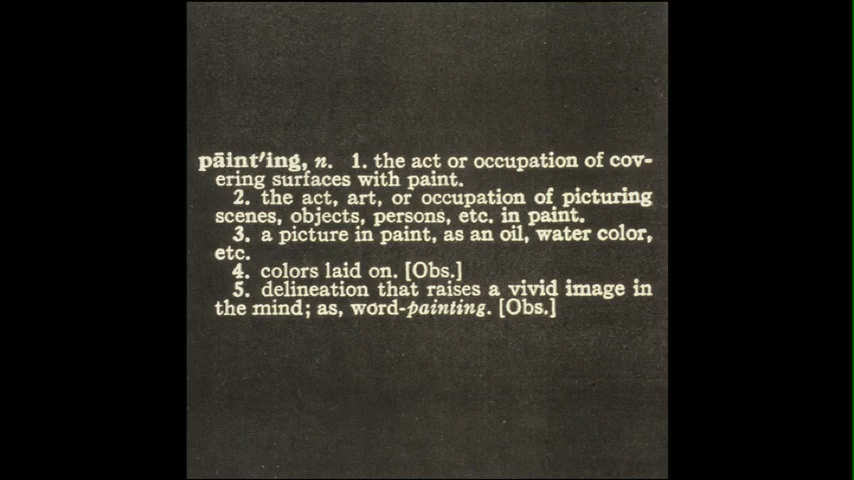 pāint′ing, n. 1. the act or occupation of cov-
ering surfaces with paint.
2. the act, art, or occupation of picturing
scenes, objects, persons, etc. in paint.
3. a picture in paint, as an oil, water color,
etc.
4. colors laid on. [Obs.]
5. delineation that raises a vivid image in
the mind; as, word-painting. [Obs.]